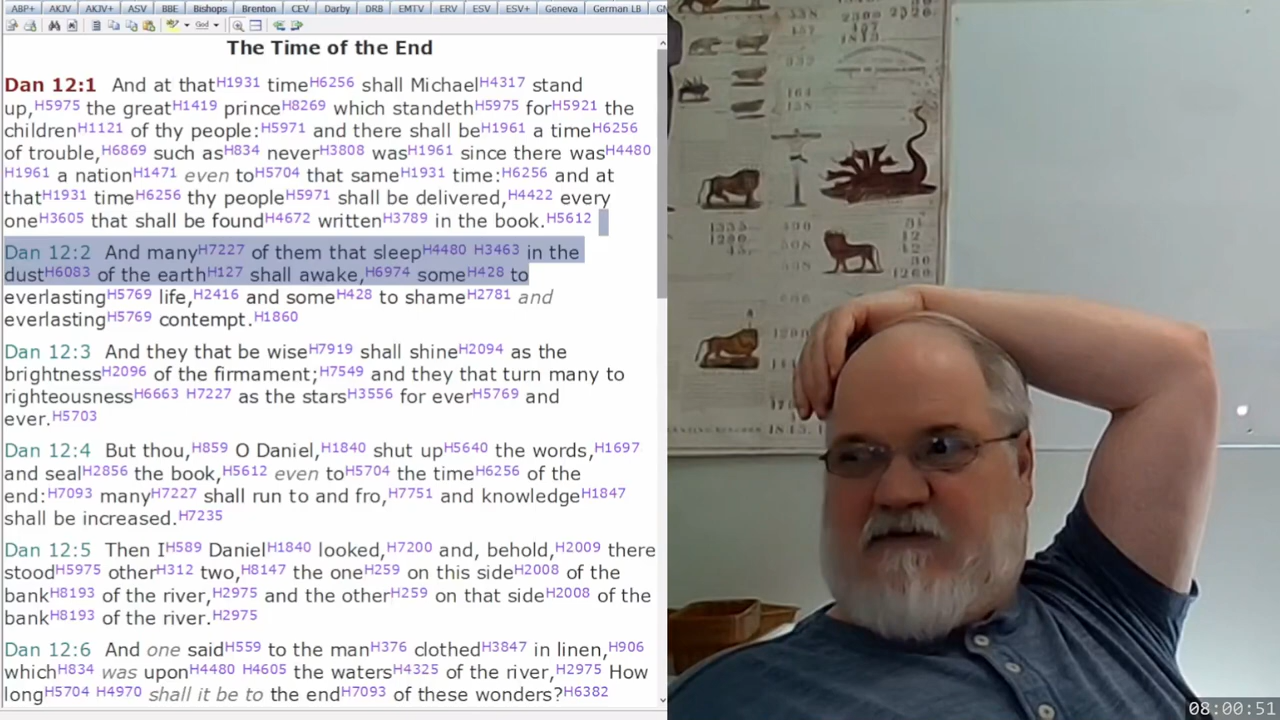 ABP+ AKJV AKJV+ ASV BBE Bishops Brenton CEV Darby DRB EMTV ERV ESV ESV+ Geneva German LB
The Time of the End
Dan 12:1 And at thatH1931 timeH6256 shall MichaelH4317 stand
up,H5975 the greatH1419 princeH8269 which standethH5975 forH5921 the
childrenH1121 of thy people:H5971 and there shall beH1961 a timeH6256
of trouble,H6869 such asH834 neverH3808 wasH1961 since there wasH4480
H1961 a nationH1471 even toH5704 that sameH1931 time:H6256 and at
thatH1931 timeH6256 thy peopleH5971 shall be delivered,H4422 every
oneH3605 that shall be foundH4672 writtenH3789 in the book.H5612
Dan 12:2 And manyH7227 of them that sleepH4480 H3463 in the
dustH6083 of the earthH127 shall awake,H6974 someH428 to
everlastingH5769 life,H2416 and someH428 to shameH2781 and
everlastingH5769 contempt.H1860
Dan 12:3 And they that be wiseH7919 shall shineH2094 as the
brightnessH2096 of the firmament;H7549 and they that turn many to
righteousnessH6663 H7227 as the starsH3556 for everH5769 and
ever.H5703
Dan 12:4 But thou,H859 O Daniel,H1840 shut upH5640 the words,H1697
and sealH2856 the book,H5612 even toH5704 the timeH6256 of the
end:H7093 manyH7227 shall run to and fro,H7751 and knowledgeH1847
shall be increased.H7235
Dan 12:5 Then IH589 DanielH1840 looked,H7200 and, behold,H2009 there
stoodH5975 otherH312 two,H8147 the oneH259 on this sideH2008 of the
bankH8193 of the river,H2975 and the otherH259 on that sideH2008 of the
bankH8193 of the river.H2975
Dan 12:6 And one saidH559 to the manH376 clothedH3847 in linen,H906
whichH834 was uponH4480 H4605 the watersH4325 of the river,H2975 How
longH5704 H4970 shall it be to the endH7093 of these wonders?H6382
08:00:51